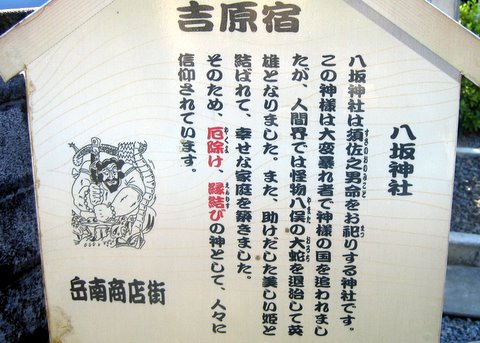 吉原宿
八坂神社
八坂神社は須佐之男命をお祀りする神社です。
この神様は大変暴れ者で神様の国を追われまし
たが、人間界では怪物八俣の大蛇を退治して英
雄となりました。また、助けだした美しい姫と
結ばれて、幸せな家庭を築きました。
そのため、厄除け、縁結びの神として、人々に
信仰されています。
岳南商店街